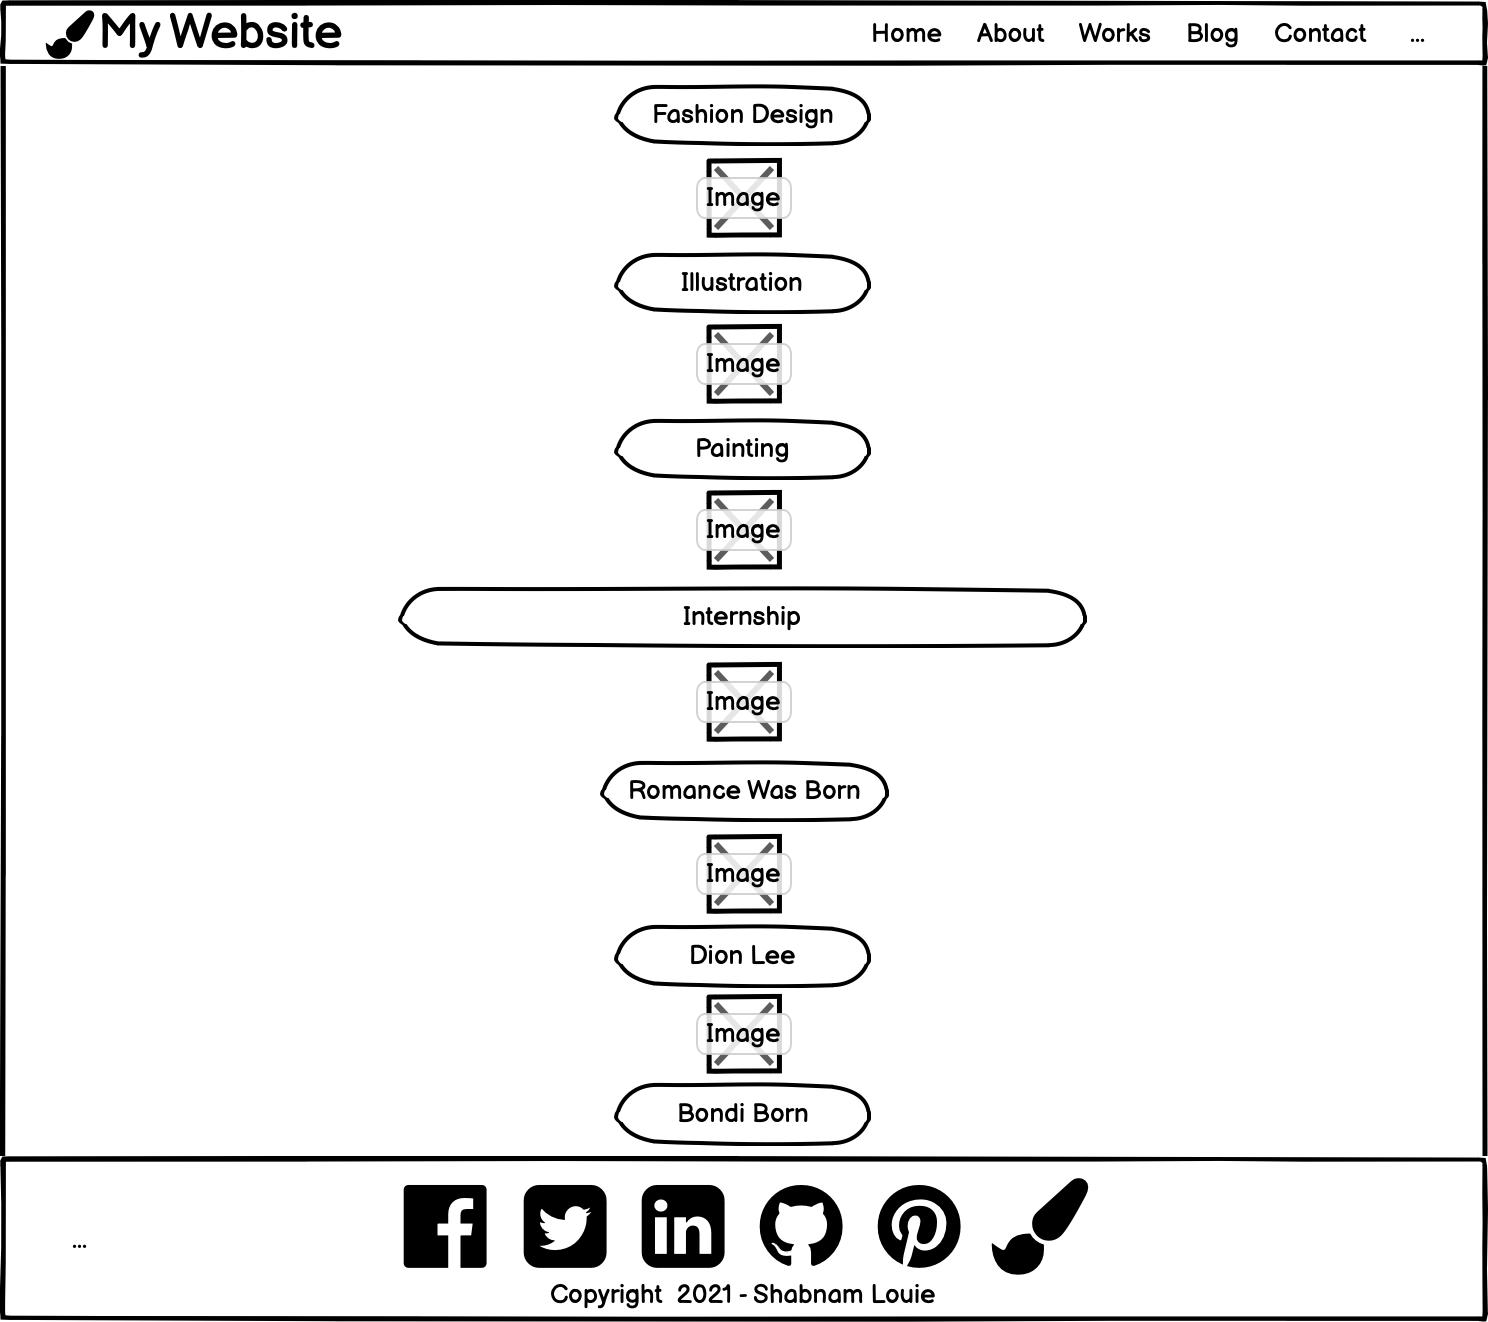 My Website Home About Works Blog Contact ...
Fashion Design
Image
Illustration
Image
Painting
Image
Internship
Image
Romance Was Born
Image
Dion Lee
Image
Bondi Born
...
Copyright 2021 - Shabnam Louie